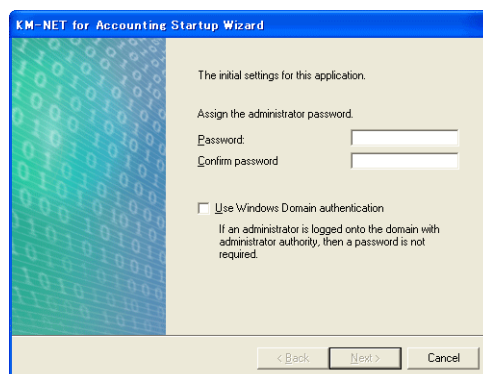 KM-NET for Accounting Startup Wizard
The initial settings for this application.
Assign the administrator password.
Password:
Confirm password
Use Windows Domain authentication
If an administrator is logged onto the domain with
administrator authority, then a password is not
required.
< Back Next > Cancel